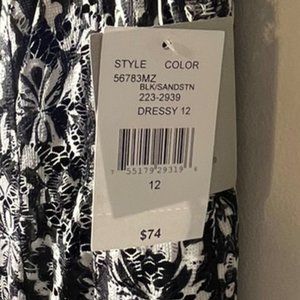 STYLE COLOR
56783MZ
BLK/SANDSTN
223-2939
DRESSY 12
7 55179 29319 6
12
$74